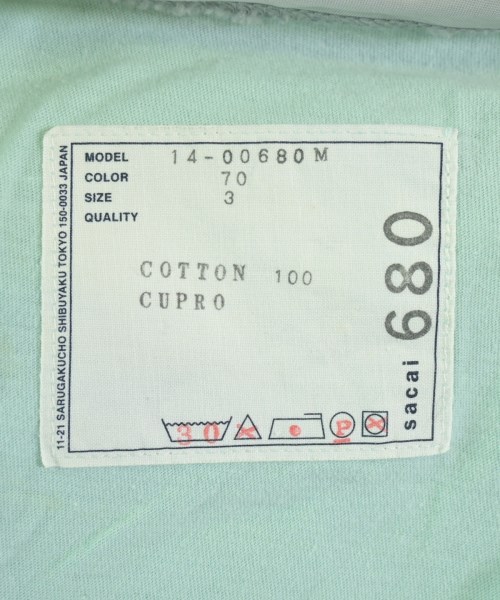 MODEL 14-00680M
COLOR 70
SIZE 3
QUALITY
COTTON 100
CUPRO
30
P
sacai 680
11-21 SARUGAKUCHO SHIBUYAKU TOKYO 150-0033 JAPAN